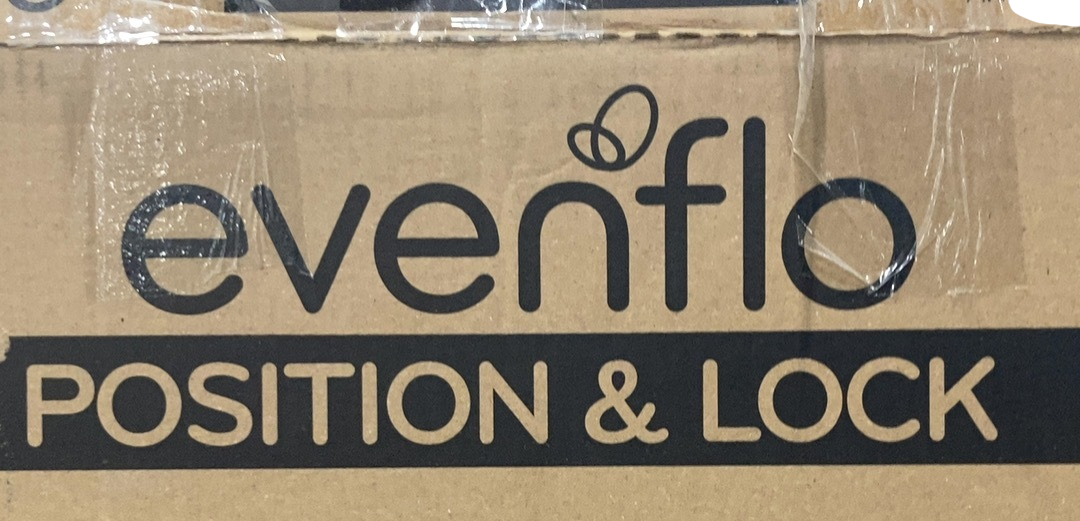 evenflo
POSITION & LOCK